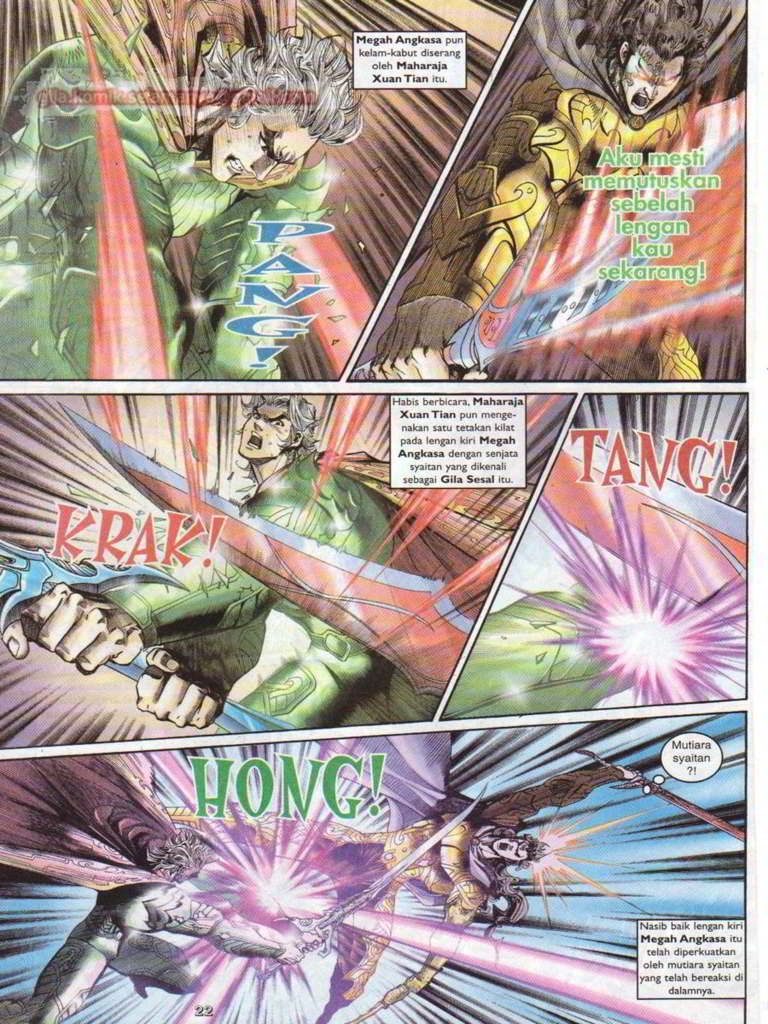 Megah Angkasa pun
kelam-kabut diserang
oleh Maharaja
Xuan Tian itu.
PANG!
Aku mesti
memutuskan
sebelah
lengan
kau
sekarang!
Habis berbicara, Maharaja
Xuan Tian pun menge-
nakan satu tetakan kilat
pada lengan kiri Megah
Angkasa dengan senjata
syaitan yang dikenali
sebagai Gila Sesal itu.
KRAK!
TANG!
HONG!
Mutiara
syaitan
?!
Nasib baik lengan kiri
Megah Angkasa itu
telah diperkuatkan
oleh mutiara syaitan
yang telah bereaksi di
dalamnya.
22